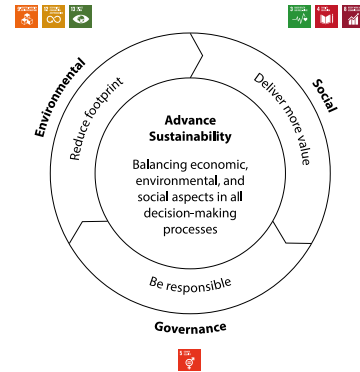 Environmental
Reduce footprint
Social
Deliver more value
Advance
Sustainability
Balancing economic,
environmental, and
social aspects in all
decision-making
processes
Be responsible
Governance